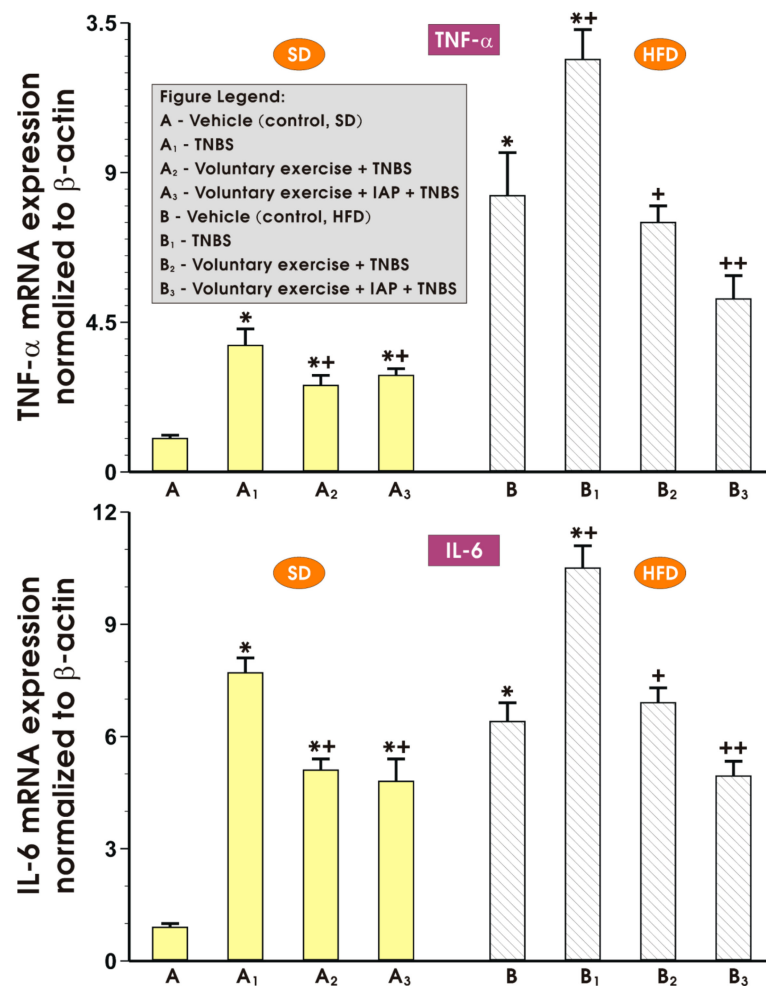 3.5
TNF-α
SD
HFD
*+
TNF-α mRNA expression
normalized to β-actin
Figure Legend:
A - Vehicle (control, SD)
A₁ - TNBS
A₂ - Voluntary exercise + TNBS
A₃ - Voluntary exercise + IAP + TNBS
B - Vehicle (control, HFD)
B₁ - TNBS
B₂ - Voluntary exercise + TNBS
B₃ - Voluntary exercise + IAP + TNBS
9
*
+
++
4.5
*
*+
*+
0
A A₁ A₂ A₃ B B₁ B₂ B₃
12
IL-6
SD
HFD
*+
IL-6 mRNA expression
normalized to β-actin
9
*
*
+
6
*+
*+
++
3
0
A A₁ A₂ A₃ B B₁ B₂ B₃